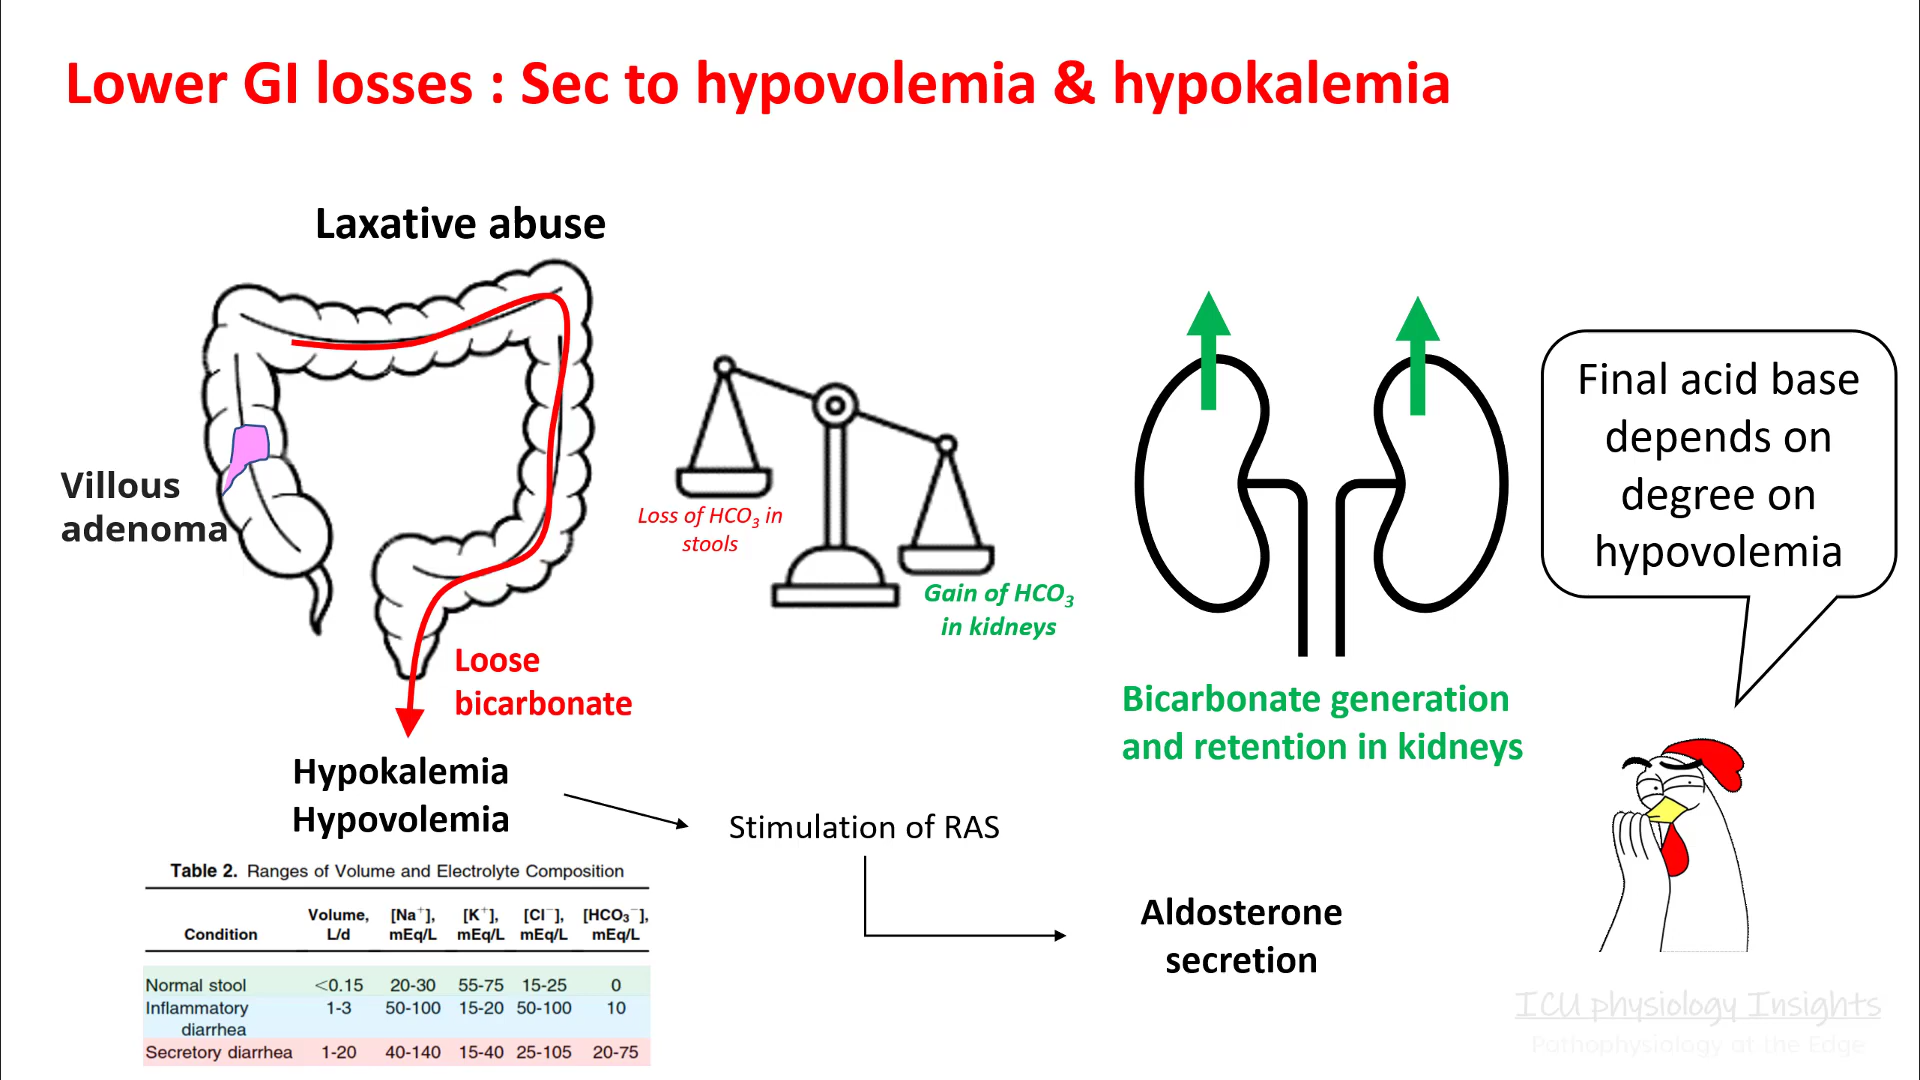 Lower GI losses : Sec to hypovolemia & hypokalemia
Laxative abuse
Villous
adenoma
Loss of HCO3 in
stools
Gain of HCO3
in kidneys
Loose
bicarbonate
Hypokalemia
Hypovolemia
Stimulation of RAS
Aldosterone
secretion
Bicarbonate generation
and retention in kidneys
Final acid base
depends on
degree on
hypovolemia
Table 2. Ranges of Volume and Electrolyte Composition
Volume, [Na+], [K+], [Cl−], [HCO3−],
Condition L/d mEq/L mEq/L mEq/L mEq/L
Normal stool <0.15 20-30 55-75 15-25 0
Inflammatory 1-3 50-100 15-20 50-100 10
diarrhea
Secretory diarrhea 1-20 40-140 15-40 25-105 20-75
ICU physiology Insights
Pathophysiology at the Edge